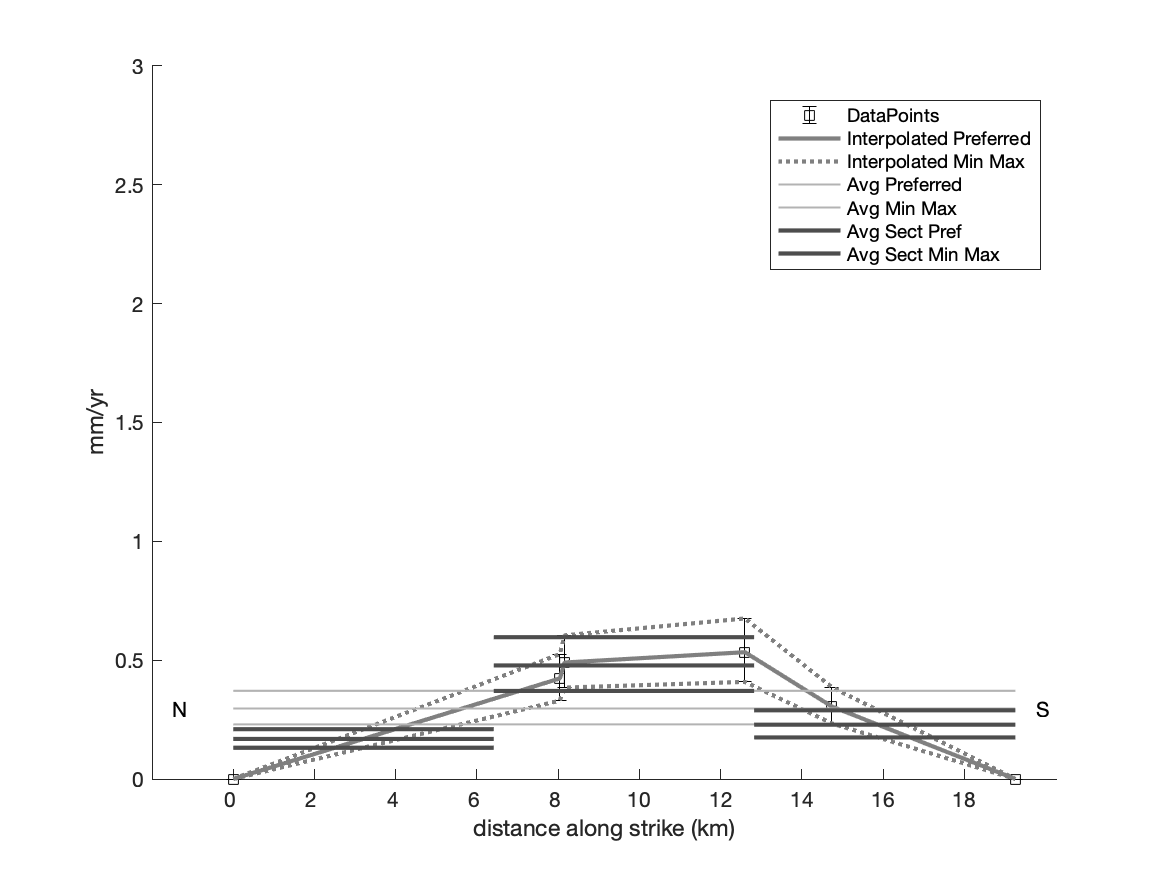 3
2.5
2
1.5
1
0.5
0
mm/yr
DataPoints
Interpolated Preferred
Interpolated Min Max
Avg Preferred
Avg Min Max
Avg Sect Pref
Avg Sect Min Max
N
S
0 2 4 6 8 10 12 14 16 18
distance along strike (km)